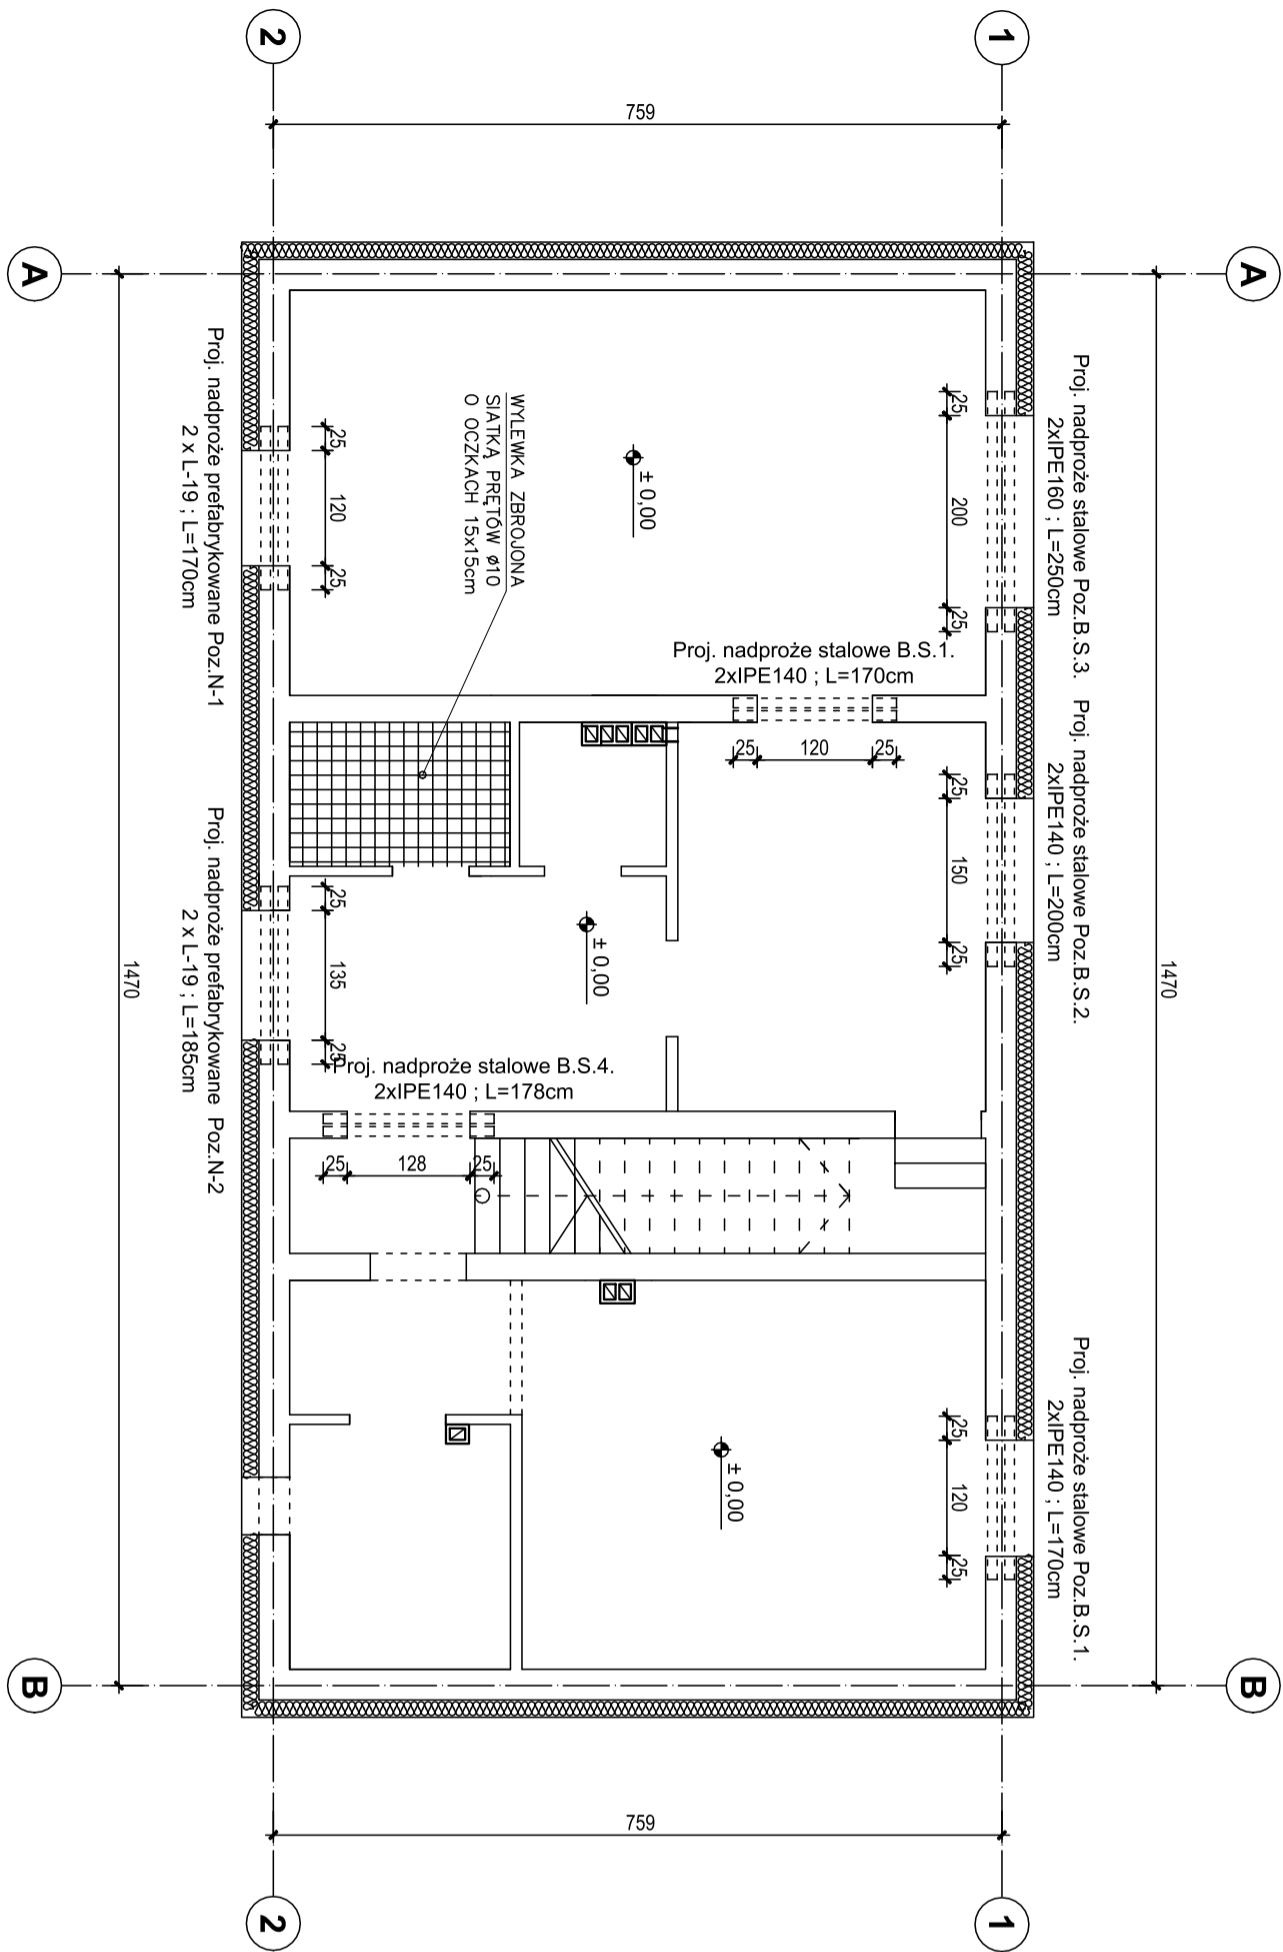 A
B
1470
Proj. nadproże stalowe Poz.B.S.3.
2xIPE160 ; L=250cm
Proj. nadproże stalowe Poz.B.S.2.
2xIPE140 ; L=200cm
Proj. nadproże stalowe Poz.B.S.1.
2xIPE140 ; L=170cm
1
1
25
200
25
25
150
25
25
120
25
759
759
Proj. nadproże stalowe B.S.1.
2xIPE140 ; L=170cm
25
120
25
± 0,00
± 0,00
± 0,00
WYLEWKA ZBROJONA
SIATKĄ PRĘTÓW ø10
O OCZKACH 15x15cm
Proj. nadproże stalowe B.S.4.
2xIPE140 ; L=178cm
25
128
25
25
120
25
25
135
25
2
2
Proj. nadproże prefabrykowane Poz.N-1
2 x L-19 ; L=170cm
Proj. nadproże prefabrykowane Poz.N-2
2 x L-19 ; L=185cm
1470
A
B